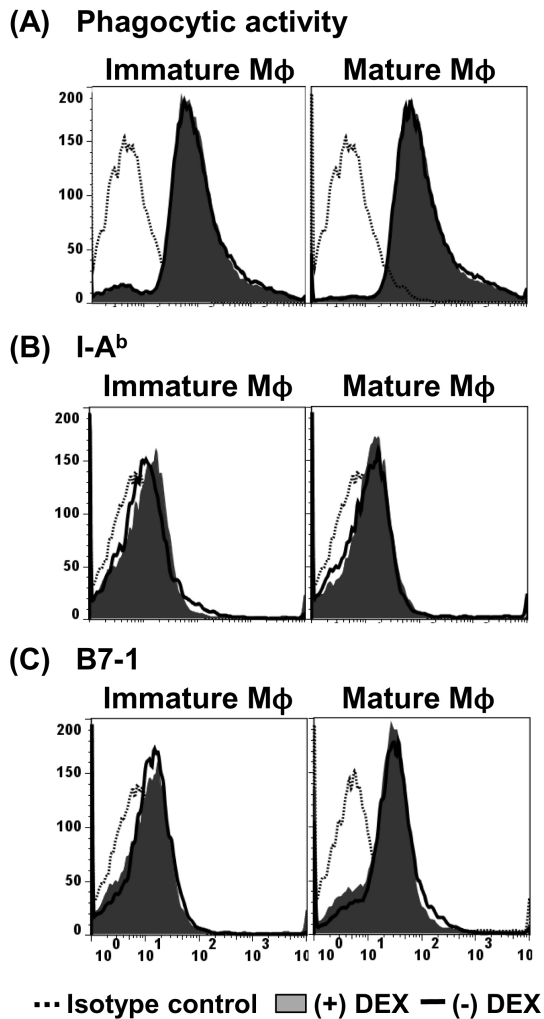 (A) Phagocytic activity
Immature Mϕ Mature Mϕ
200
150
100
50
0
(B) I-Aᵇ
Immature Mϕ Mature Mϕ
200
150
100
50
0
(C) B7-1
Immature Mϕ Mature Mϕ
200
150
100
50
0
10⁰ 10¹ 10² 10³ 10 10⁰ 10¹ 10² 10³ 10
Isotype control (+) DEX (-) DEX